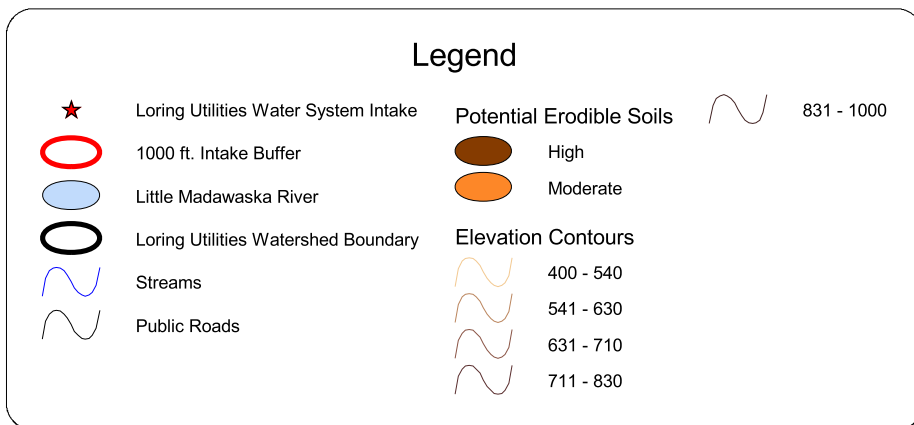 Legend
Loring Utilities Water System Intake
1000 ft. Intake Buffer
Little Madawaska River
Loring Utilities Watershed Boundary
Streams
Public Roads
Potential Erodible Soils
High
Moderate
Elevation Contours
400 - 540
541 - 630
631 - 710
711 - 830
831 - 1000